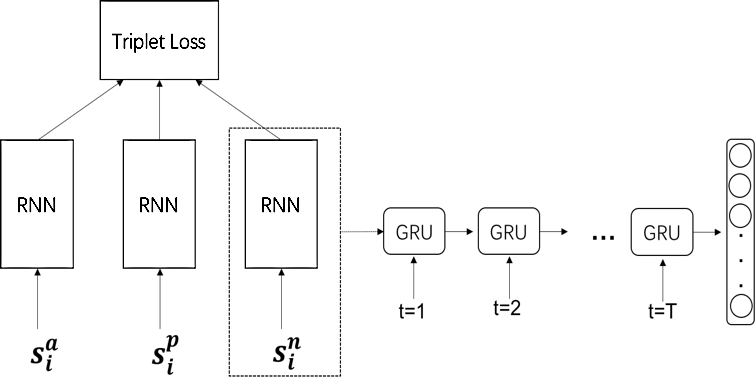 Triplet Loss
RNN RNN RNN
GRU GRU ... GRU
t=1 t=2 t=T
s_i^a s_i^p s_i^n